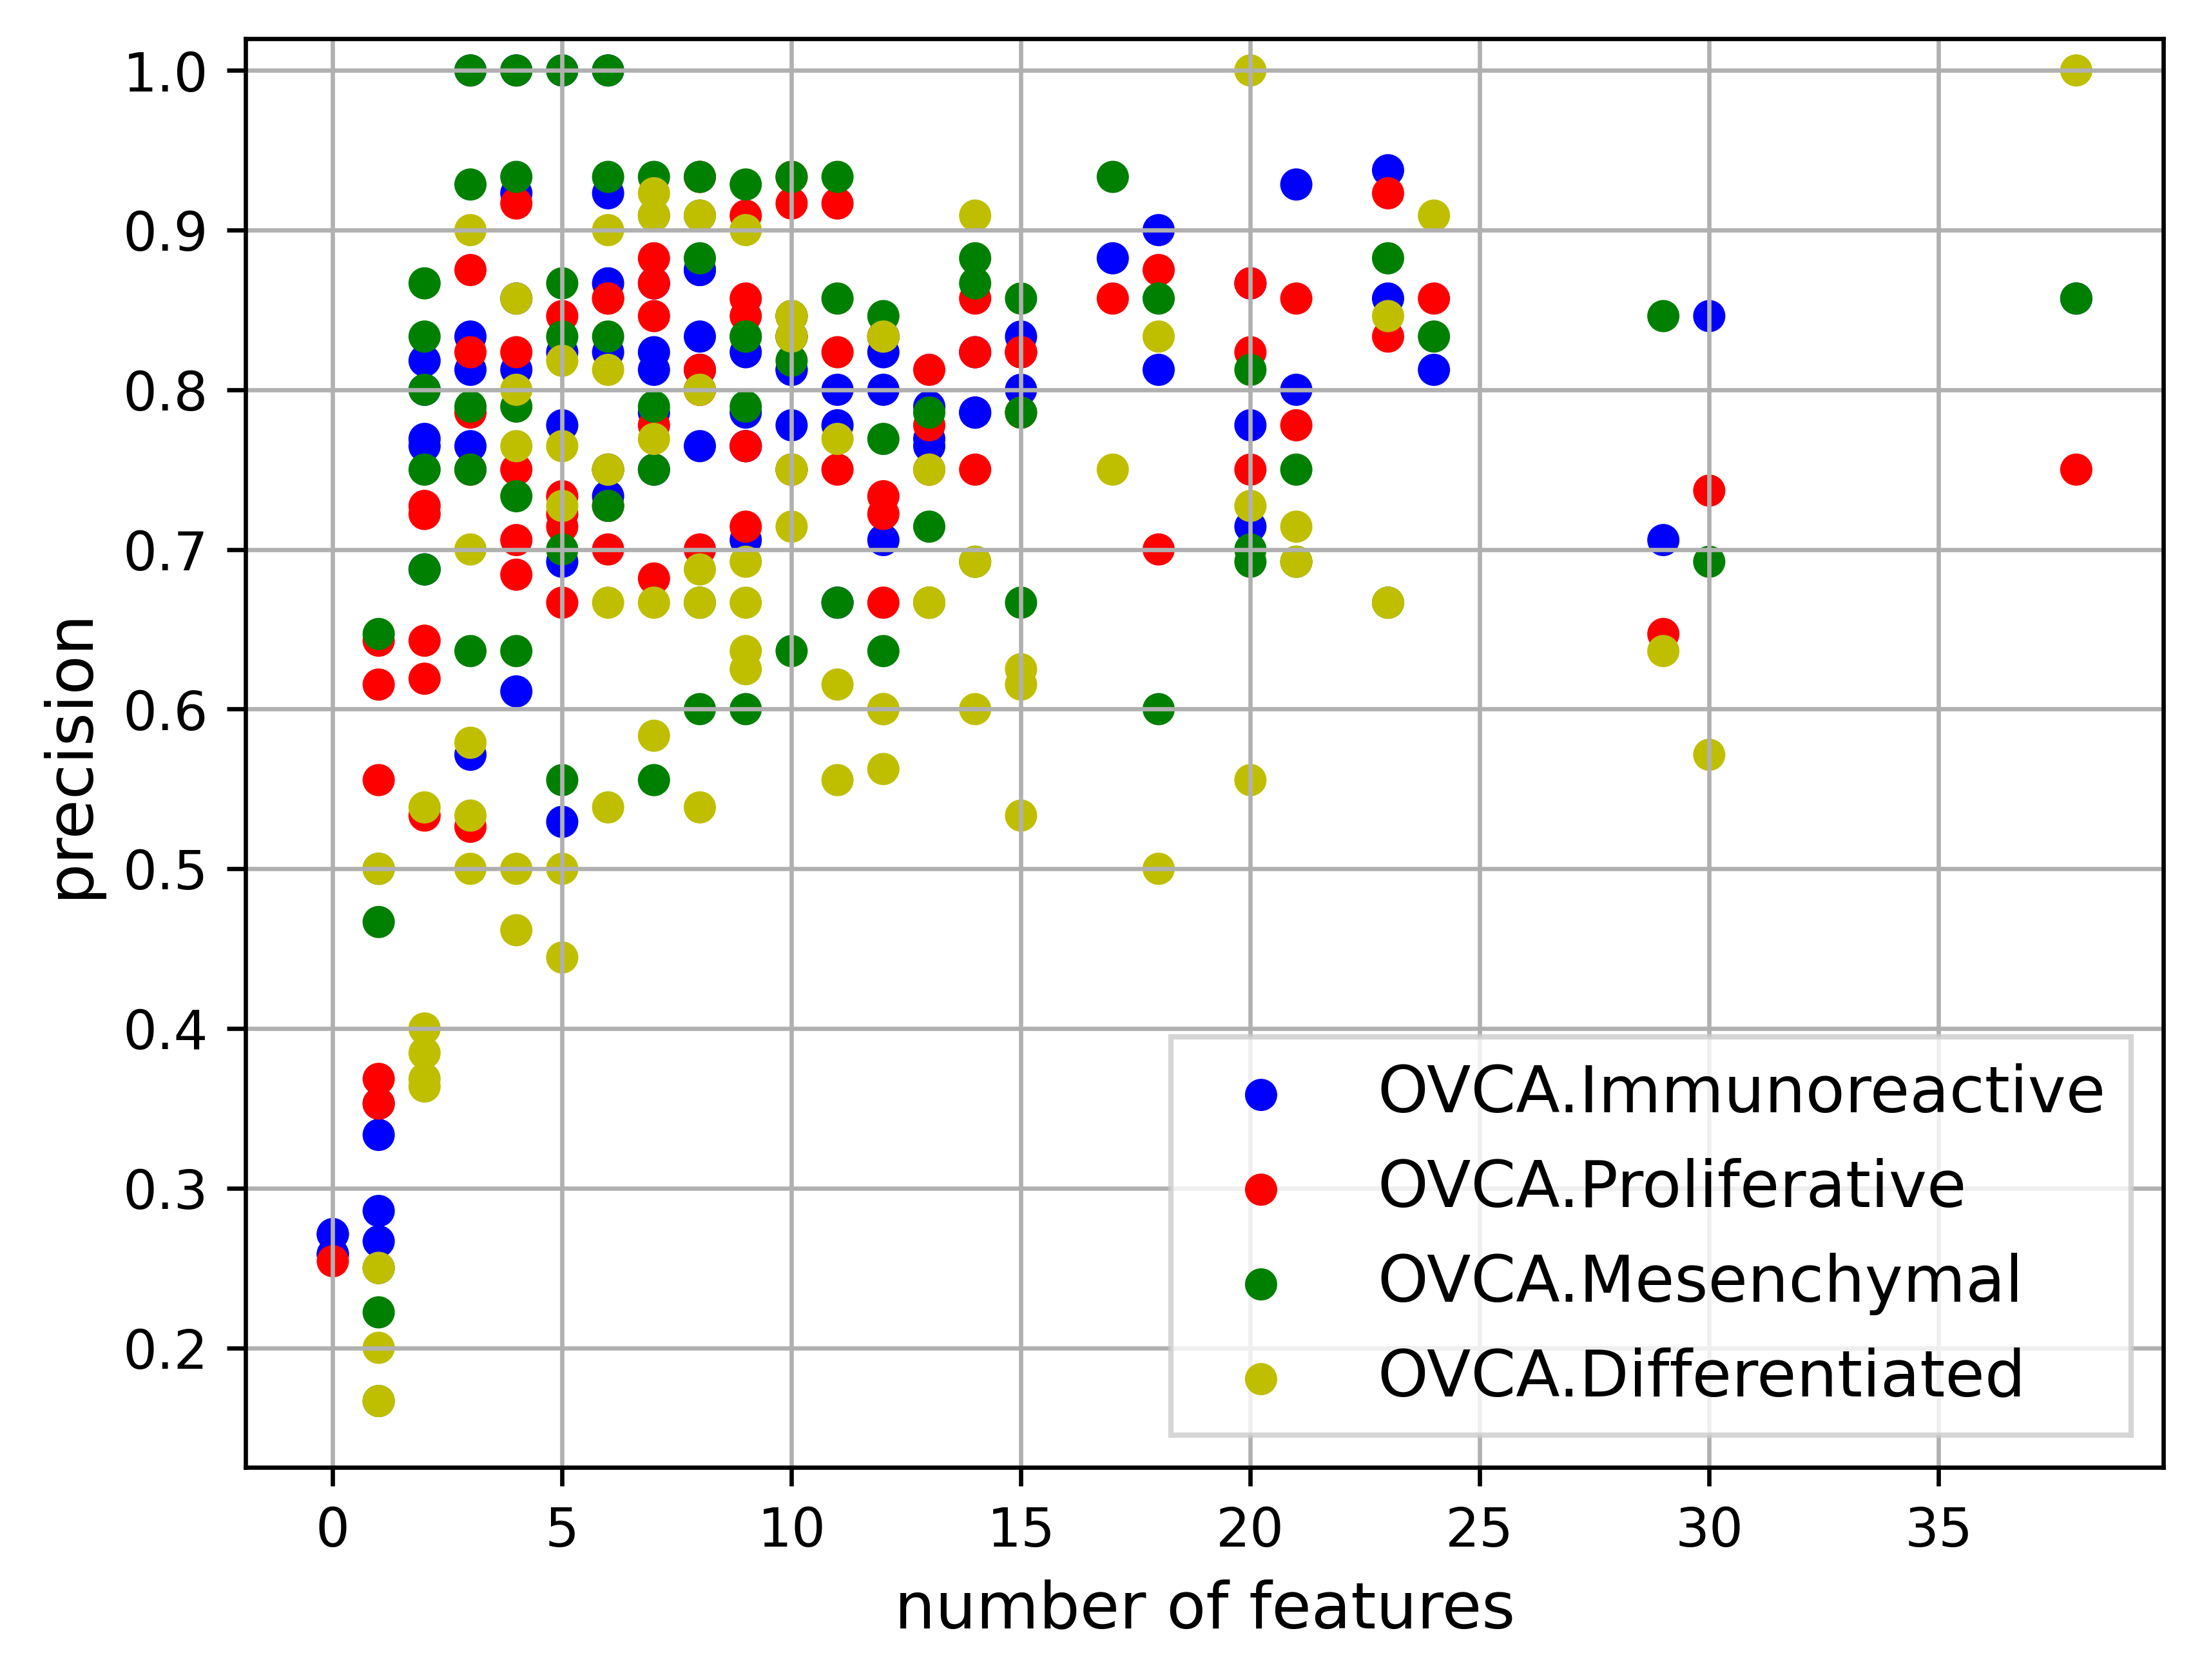 1.0
0.9
0.8
0.7
0.6
0.5
0.4
0.3
0.2
precision
OVCA.Immunoreactive
OVCA.Proliferative
OVCA.Mesenchymal
OVCA.Differentiated
0 5 10 15 20 25 30 35
number of features